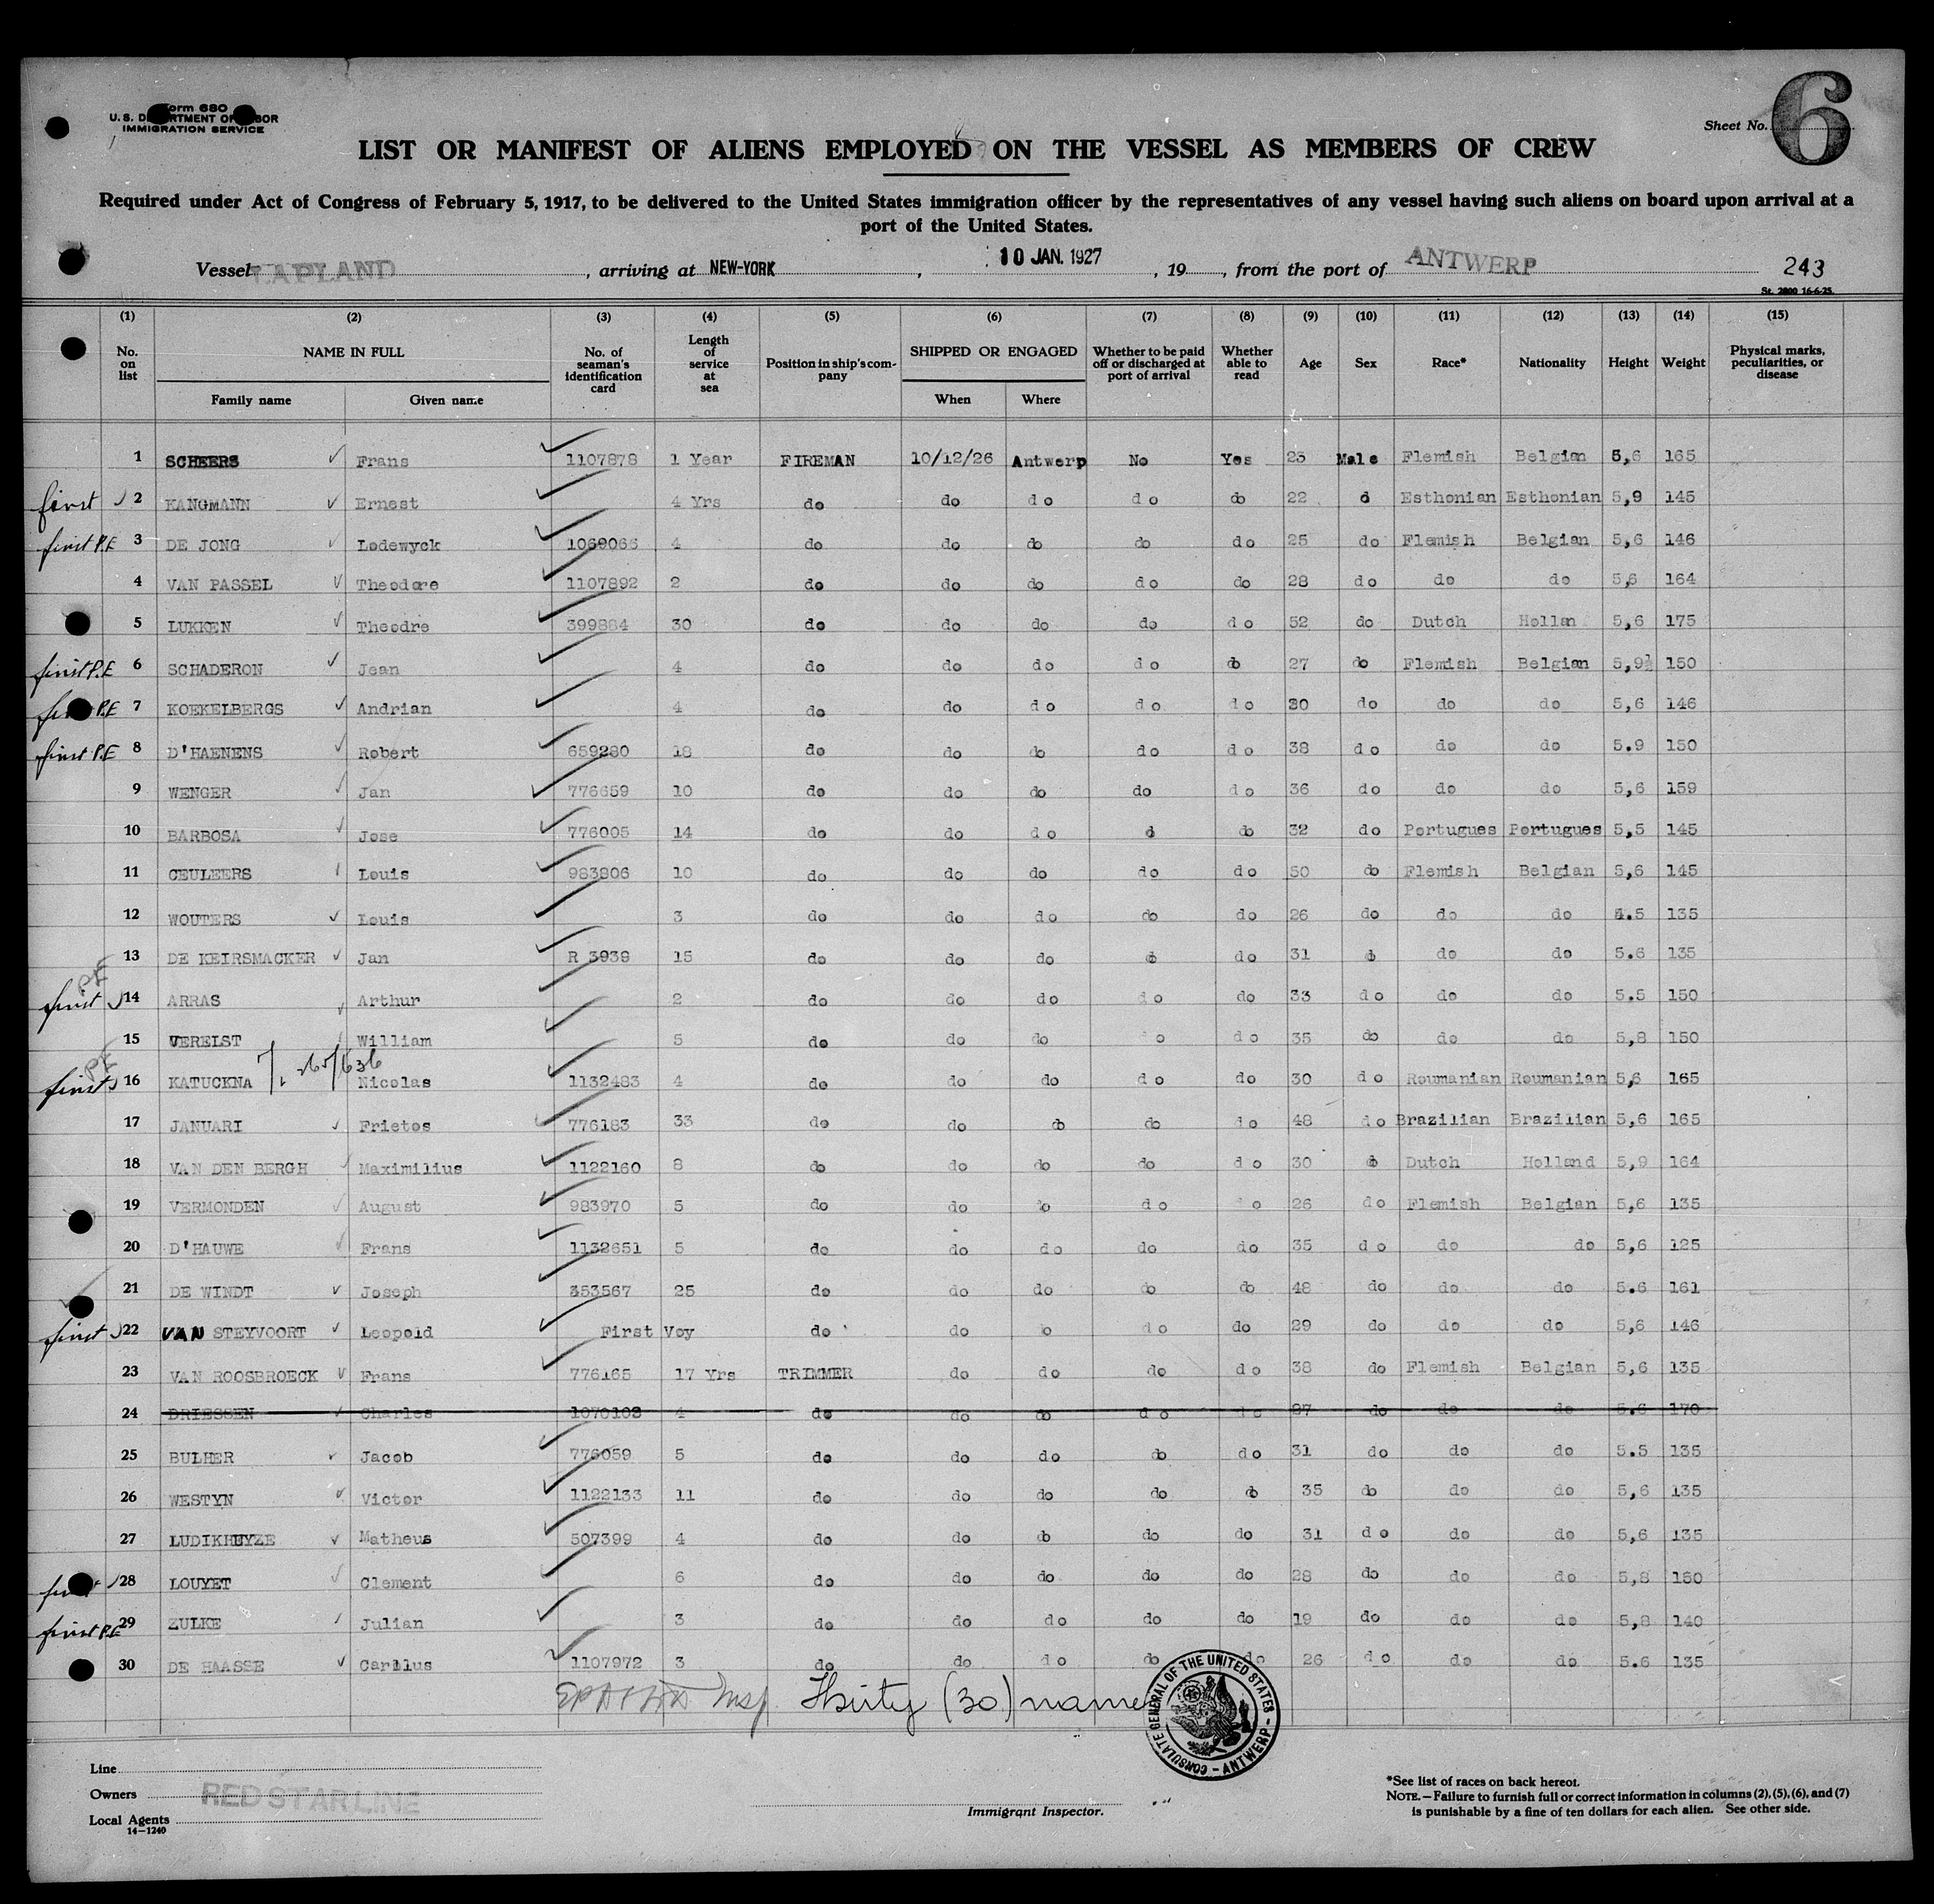 Form 680
U. S. DEPARTMENT OF LABOR
IMMIGRATION SERVICE
Sheet No. 6
LIST OR MANIFEST OF ALIENS EMPLOYED ON THE VESSEL AS MEMBERS OF CREW
Required under Act of Congress of February 5, 1917, to be delivered to the United States immigration officer by the representatives of any vessel having such aliens on board upon arrival at a
port of the United States.
Vessel LAPLAND, arriving at NEW-YORK, 10 JAN. 1927, 19, from the port of ANTWERP 243
St. 2800 16-6-25.
(1) (2) (3) (4) (5) (6) (7) (8) (9) (10) (11) (12) (13) (14) (15)
No. on list NAME IN FULL Family name Given name No. of seaman's identification card Length of service at sea Position in ship's company SHIPPED OR ENGAGED When Where Whether to be paid off or discharged at port of arrival Whether able to read Age Sex Race* Nationality Height Weight Physical marks, peculiarities, or disease
1 SCHEERS Frans 1107878 1 Year FIREMAN 10/12/26 Antwerp No Yes 23 Male Flemish Belgian 5,6 165
first 2 KANGMANN Ernest 4 Yrs do do do do do 22 d Esthonian Esthonian 5,9 145
first P.E 3 DE JONG Lodewyck 1069066 4 do do do do do 25 do Flemish Belgian 5,6 146
4 VAN PASSEL Theodore 1107892 2 do do do do do 28 do do do 5,6 164
5 LUKKEN Theodre 399884 30 do do do do do 52 do Dutch Hollan 5,6 175
first P.E 6 SCHADERON Jean 4 do do do do do 27 do Flemish Belgian 5,9½ 150
first P.E 7 KOEKELBERGS Andrian 4 do do do do do 30 do do do 5,6 146
first P.E 8 D'HAENENS Robert 659280 18 do do do do do 38 do do do 5.9 150
9 WENGER Jan 776659 10 do do do do do 36 do do do 5,6 159
10 BARBOSA Jose 776005 14 do do do d do 32 do Portugues Portugues 5,5 145
11 CEULEERS Louis 983806 10 do do do do do 50 do Flemish Belgian 5,6 145
12 WOUTERS Louis 3 do do do do do 26 do do do 5 135
13 DE KEIRSMACKER Jan R 3939 15 do do do do do 31 d do do 5.6 135
P.E first 14 ARRAS Arthur 2 do do do do do 33 do do do 5.5 150
15 VERELST William 5 do do do o do 35 do do do 5,8 150
P.E first 16 KATUCKNA Nicolas 1132483 4 do do do do do 30 do Roumanian Roumanian 5,6 165
17 JANUARI Frietos 776183 33 do do do do do 48 do Brazilian Brazilian 5,6 165
18 VAN DEN BERGH Maximilius 1122160 8 do do do do do 30 do Dutch Holland 5,9 164
19 VERMONDEN August 983970 5 do do do do o 26 do Flemish Belgian 5,6 135
20 D'HAUWE Frans 1132651 5 do do do do do 35 do do do 5,6 125
21 DE WINDT Joseph 353567 25 do do do do do 48 do do do 5.6 161
first 22 VAN STEYVOORT Leopold First Voy do do o do do 29 do do do 5,6 146
23 VAN ROOSBROECK Frans 776165 17 Yrs TRIMMER do do do do 38 do Flemish Belgian 5,6 135
24 DRIESSEN Charles 1070103 4 do do do do do 27 do do do 5.6 170
25 BULHER Jacob 776059 5 do do do do do 31 do do do 5.5 135
26 WESTYN Victor 1122133 11 do do do do do 35 do do do 5,6 135
27 LUDIKHUYZE Matheus 507399 4 do do do do do 31 do do do 5,6 135
first 28 LOUYET Clement 6 do do do do do 28 do do do 5,8 160
first P.E 29 ZULKE Julian 3 do do do do do 19 do do do 5,8 140
30 DE HAASSE Carolus 1107972 3 do do do do do 26 do do do 5.6 135
Insp. Thirty (30) names
CONSULATE GENERAL OF THE UNITED STATES - ANTWERP -
Line
Owners RED STAR LINE
Local Agents
14—1240
Immigrant Inspector.
*See list of races on back hereof.
NOTE.—Failure to furnish full or correct information in columns (2), (5), (6), and (7)
is punishable by a fine of ten dollars for each alien. See other side.